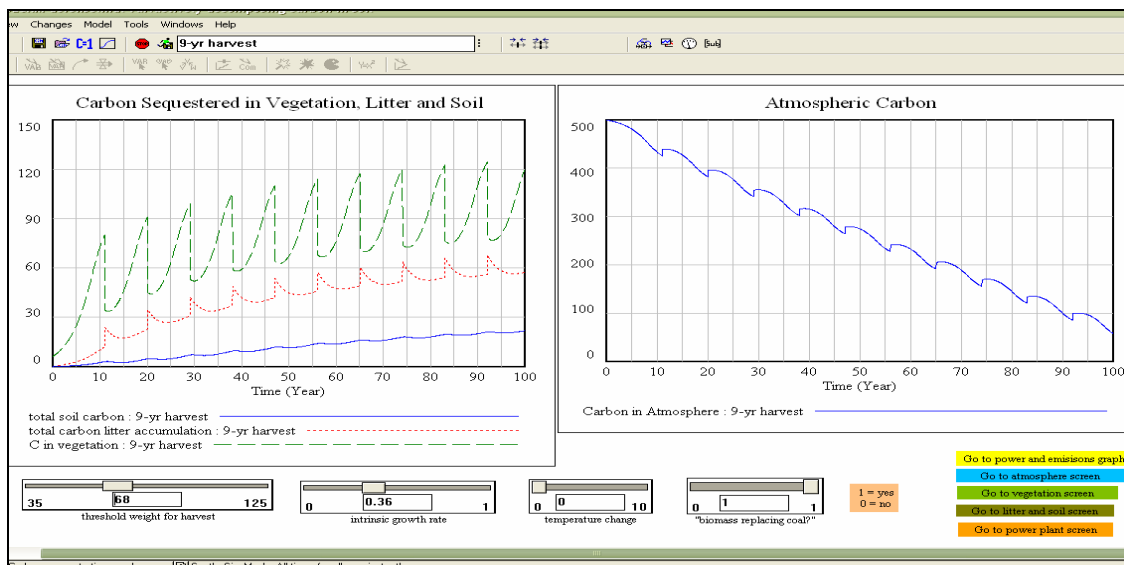 Changes Model Tools Windows Help
9-yr harvest
Carbon Sequestered in Vegetation, Litter and Soil
150
120
90
60
30
0
0 10 20 30 40 50 60 70 80 90 100
Time (Year)
total soil carbon : 9-yr harvest
total carbon litter accumulation : 9-yr harvest
C in vegetation : 9-yr harvest
Atmospheric Carbon
500
400
300
200
100
0
0 10 20 30 40 50 60 70 80 90 100
Time (Year)
Carbon in Atmosphere : 9-yr harvest
Go to power and emisisons graph
Go to atmosphere screen
Go to vegetation screen
Go to litter and soil screen
Go to power plant screen
35 68 125
threshold weight for harvest
0 0.36 1
intrinsic growth rate
0 0 10
temperature change
0 1 1
"biomass replacing coal?"
1 = yes
0 = no